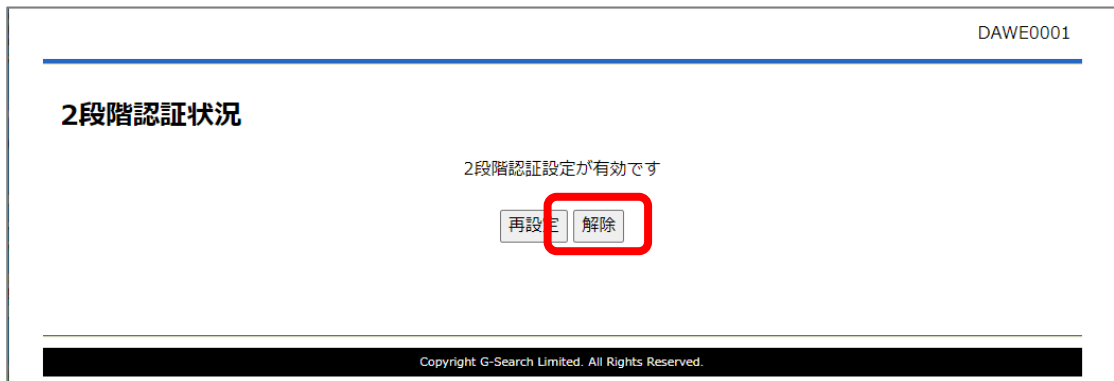 DAWE0001
2段階認証状況
2段階認証設定が有効です
再設定 解除
Copyright G-Search Limited. All Rights Reserved.